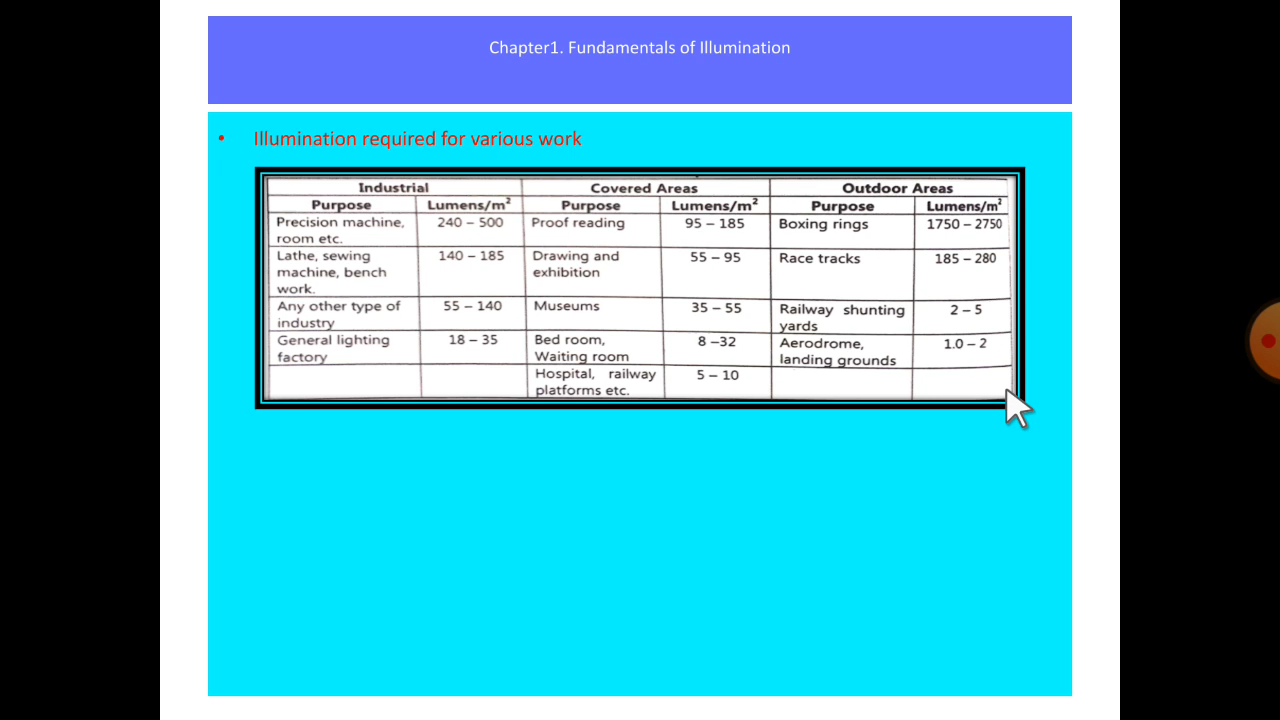 Chapter1. Fundamentals of Illumination
• Illumination required for various work
Industrial Covered Areas Outdoor Areas
Purpose Lumens/m² Purpose Lumens/m² Purpose Lumens/m²
Precision machine, 240 – 500 Proof reading 95 – 185 Boxing rings 1750 – 2750
room etc.
Lathe, sewing 140 – 185 Drawing and 55 – 95 Race tracks 185 – 280
machine, bench exhibition
work.
Any other type of 55 – 140 Museums 35 – 55 Railway shunting 2 – 5
industry yards
General lighting 18 – 35 Bed room, 8 –32 Aerodrome, 1.0 – 2
factory Waiting room landing grounds
Hospital, railway 5 – 10
platforms etc.